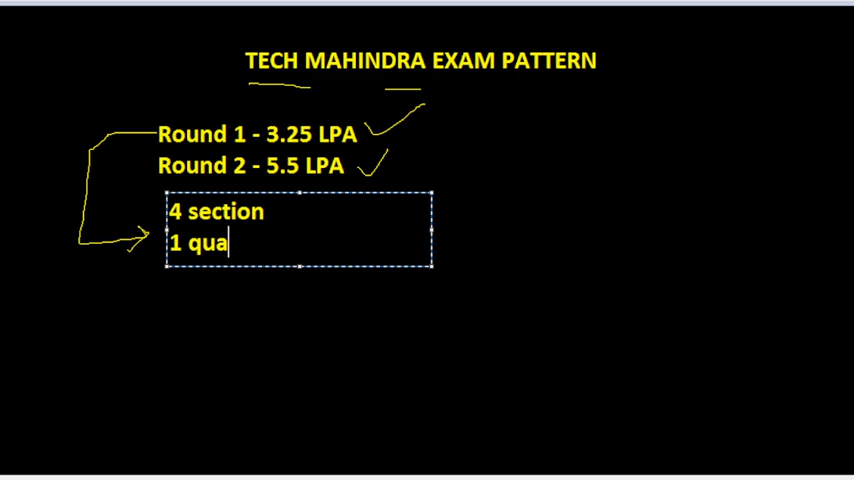 TECH MAHINDRA EXAM PATTERN
Round 1 - 3.25 LPA
Round 2 - 5.5 LPA
4 section
1 qua